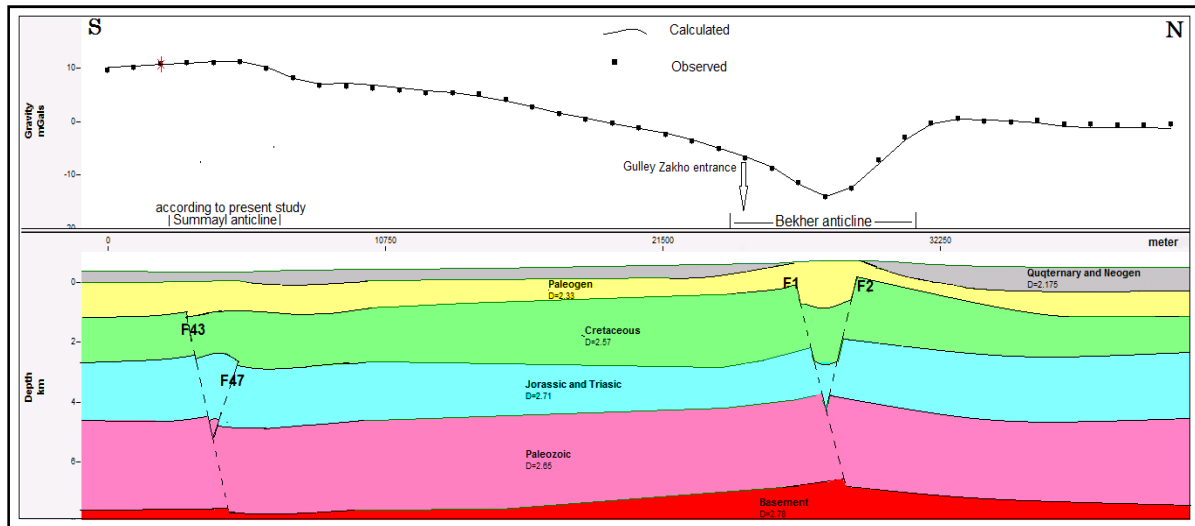 S
N
Calculated
Observed
10
0
-10
20
Gravity
mGals
Gulley Zakho entrance
according to present study
|Summayl anticline|
Bekher anticline
0
10750
21500
32250
meter
Quqternary and Neogen
D=2.175
Paleogen
D=2.33
F1
F2
F43
Cretaceous
D=2.57
F47
Jorassic and Triasic
D=2.71
Paleozoic
D=2.65
Basement
D=2.78
0
2
4
6
Depth
km